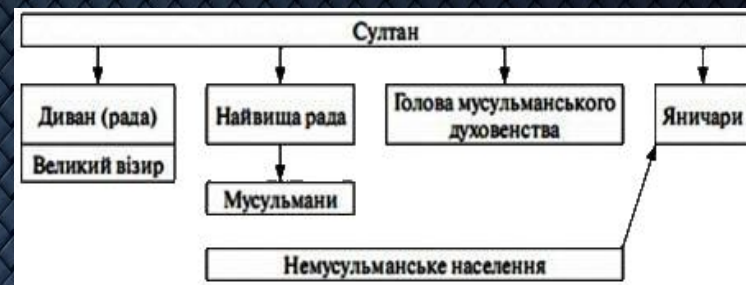 Султан
Диван (рада)
Великий візир
Найвища рада
Мусульмани
Голова мусульманського
духовенства
Яничари
Немусульманське населення